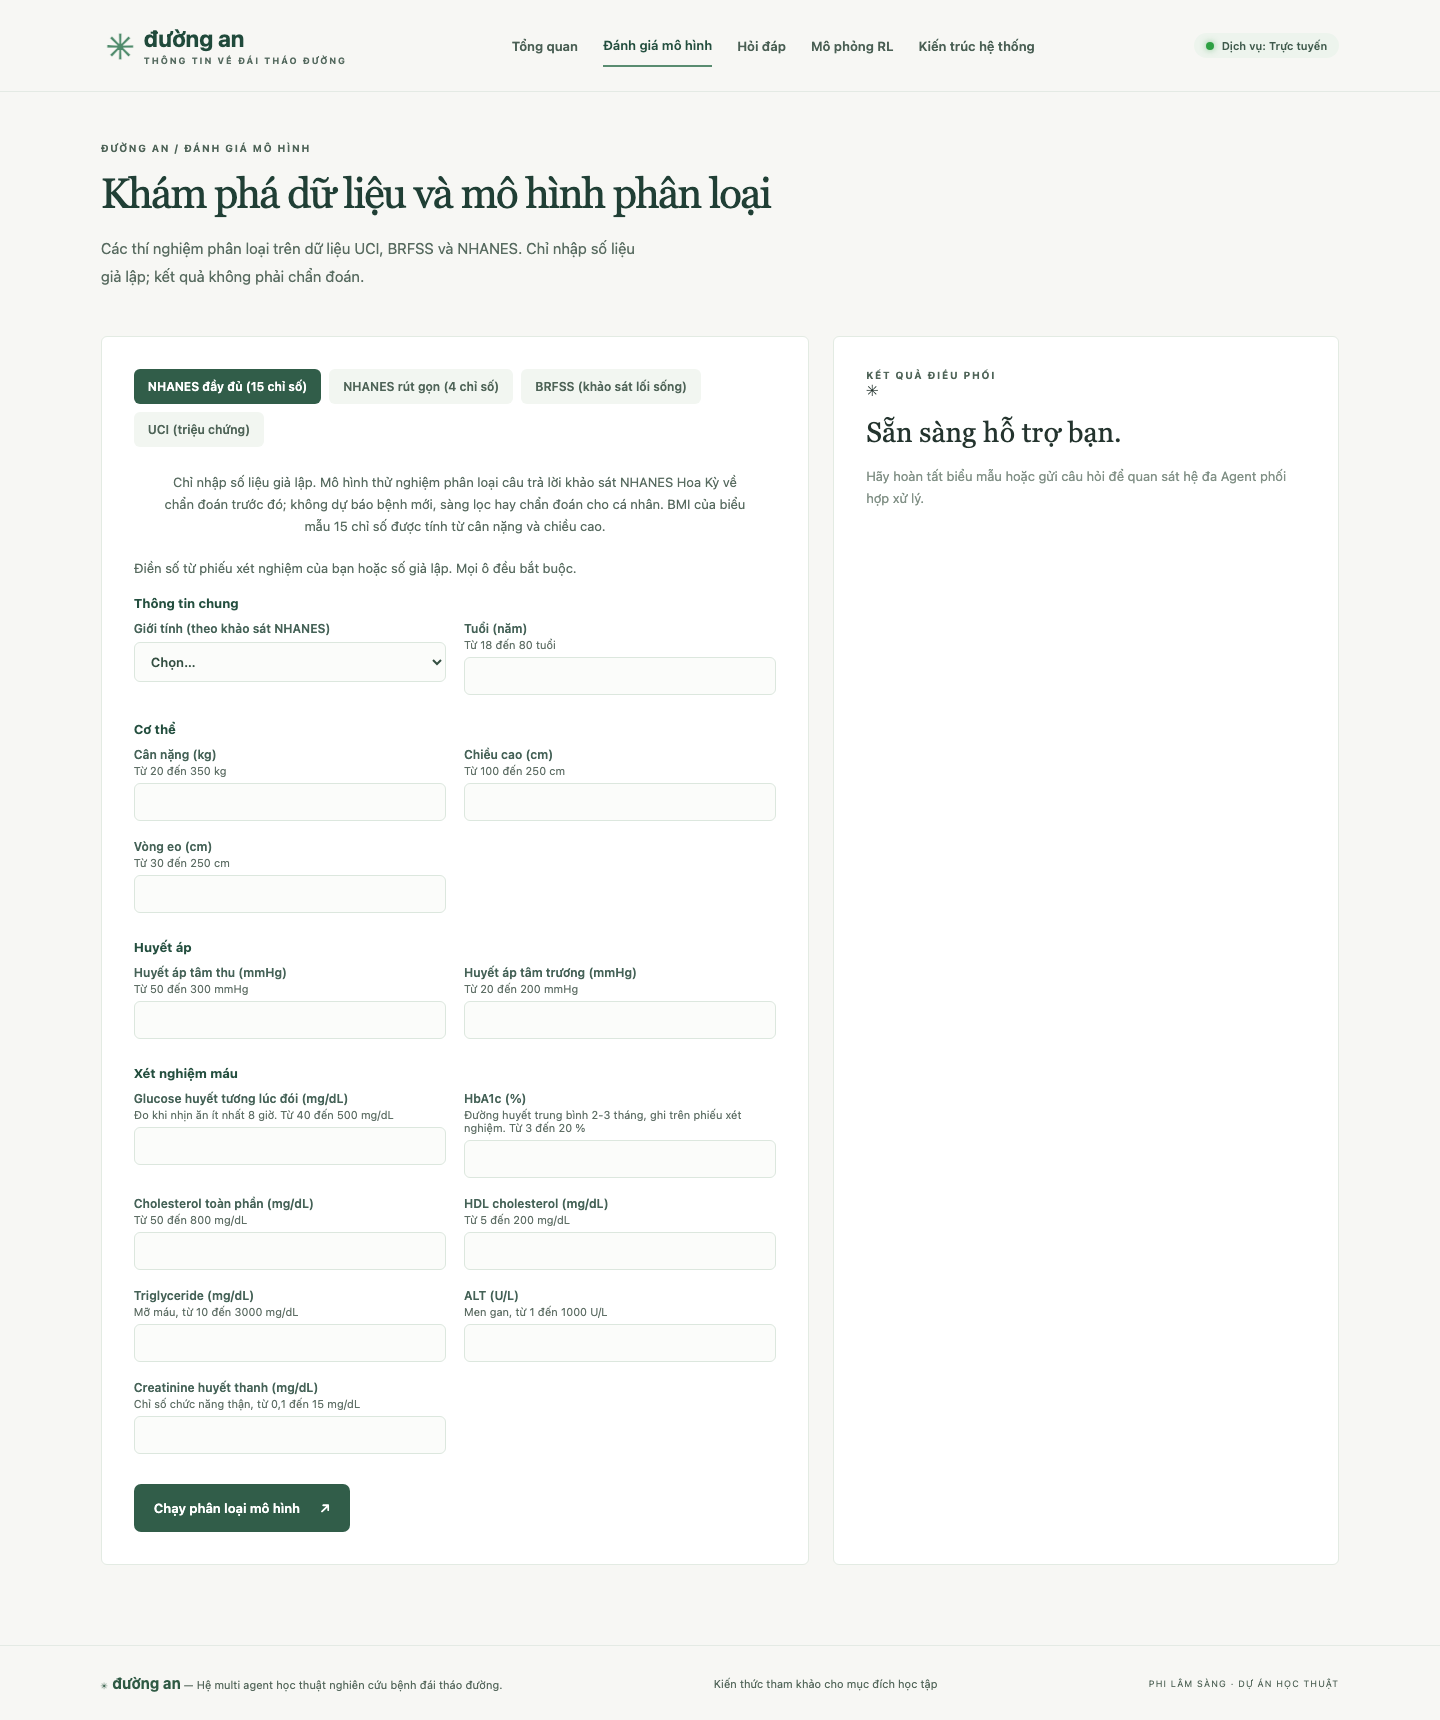 đường an
THÔNG TIN VỀ ĐÁI THÁO ĐƯỜNG
Tổng quan
Đánh giá mô hình
Hỏi đáp
Mô phỏng RL
Kiến trúc hệ thống
Dịch vụ: Trực tuyến
ĐƯỜNG AN / ĐÁNH GIÁ MÔ HÌNH
Khám phá dữ liệu và mô hình phân loại
Các thí nghiệm phân loại trên dữ liệu UCI, BRFSS và NHANES. Chỉ nhập số liệu
giả lập; kết quả không phải chẩn đoán.
NHANES đầy đủ (15 chỉ số)
NHANES rút gọn (4 chỉ số)
BRFSS (khảo sát lối sống)
UCI (triệu chứng)
Chỉ nhập số liệu giả lập. Mô hình thử nghiệm phân loại câu trả lời khảo sát NHANES Hoa Kỳ về
chẩn đoán trước đó; không dự báo bệnh mới, sàng lọc hay chẩn đoán cho cá nhân. BMI của biểu
mẫu 15 chỉ số được tính từ cân nặng và chiều cao.
Điền số từ phiếu xét nghiệm của bạn hoặc số giả lập. Mọi ô đều bắt buộc.
Thông tin chung
Giới tính (theo khảo sát NHANES)
Chọn...
Tuổi (năm)
Từ 18 đến 80 tuổi
Cơ thể
Cân nặng (kg)
Từ 20 đến 350 kg
Chiều cao (cm)
Từ 100 đến 250 cm
Vòng eo (cm)
Từ 30 đến 250 cm
Huyết áp
Huyết áp tâm thu (mmHg)
Từ 50 đến 300 mmHg
Huyết áp tâm trương (mmHg)
Từ 20 đến 200 mmHg
Xét nghiệm máu
Glucose huyết tương lúc đói (mg/dL)
Đo khi nhịn ăn ít nhất 8 giờ. Từ 40 đến 500 mg/dL
HbA1c (%)
Đường huyết trung bình 2-3 tháng, ghi trên phiếu xét
nghiệm. Từ 3 đến 20 %
Cholesterol toàn phần (mg/dL)
Từ 50 đến 800 mg/dL
HDL cholesterol (mg/dL)
Từ 5 đến 200 mg/dL
Triglyceride (mg/dL)
Mỡ máu, từ 10 đến 3000 mg/dL
ALT (U/L)
Men gan, từ 1 đến 1000 U/L
Creatinine huyết thanh (mg/dL)
Chỉ số chức năng thận, từ 0,1 đến 15 mg/dL
Chạy phân loại mô hình ↗
KẾT QUẢ ĐIỀU PHỐI
Sẵn sàng hỗ trợ bạn.
Hãy hoàn tất biểu mẫu hoặc gửi câu hỏi để quan sát hệ đa Agent phối
hợp xử lý.
đường an — Hệ multi agent học thuật nghiên cứu bệnh đái tháo đường.
Kiến thức tham khảo cho mục đích học tập
PHI LÂM SÀNG · DỰ ÁN HỌC THUẬT